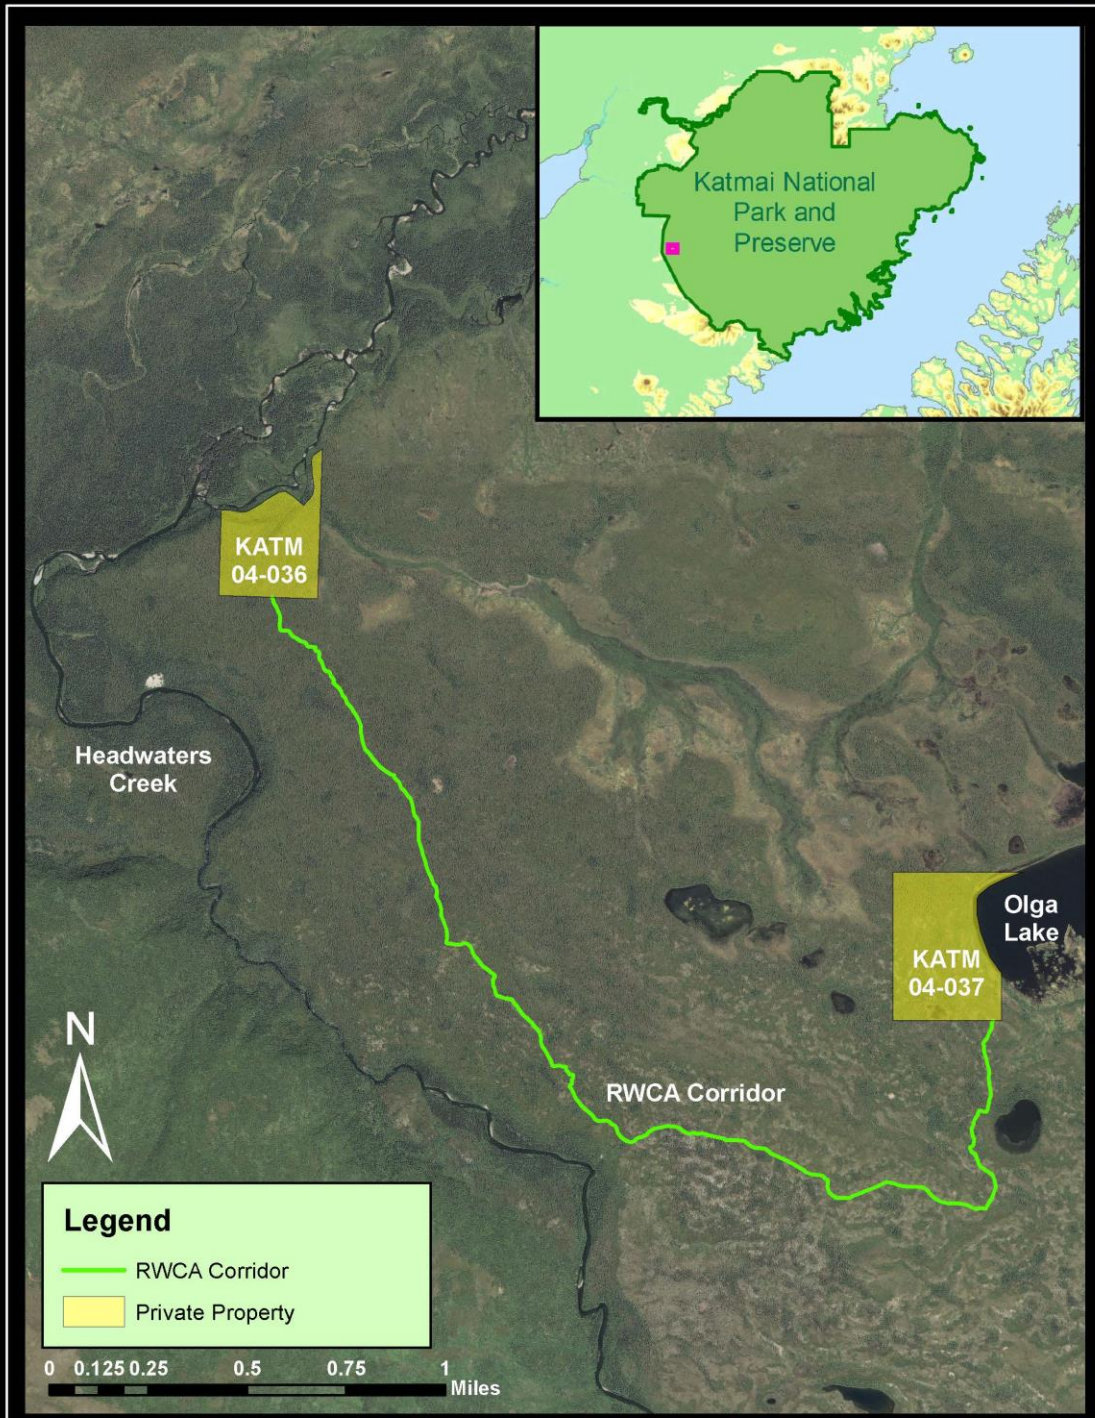 Katmai National
Park and
Preserve
KATM
04-036
Headwaters
Creek
Olga
Lake
KATM
04-037
N
RWCA Corridor
Legend
RWCA Corridor
Private Property
0 0.125 0.25 0.5 0.75 1
Miles